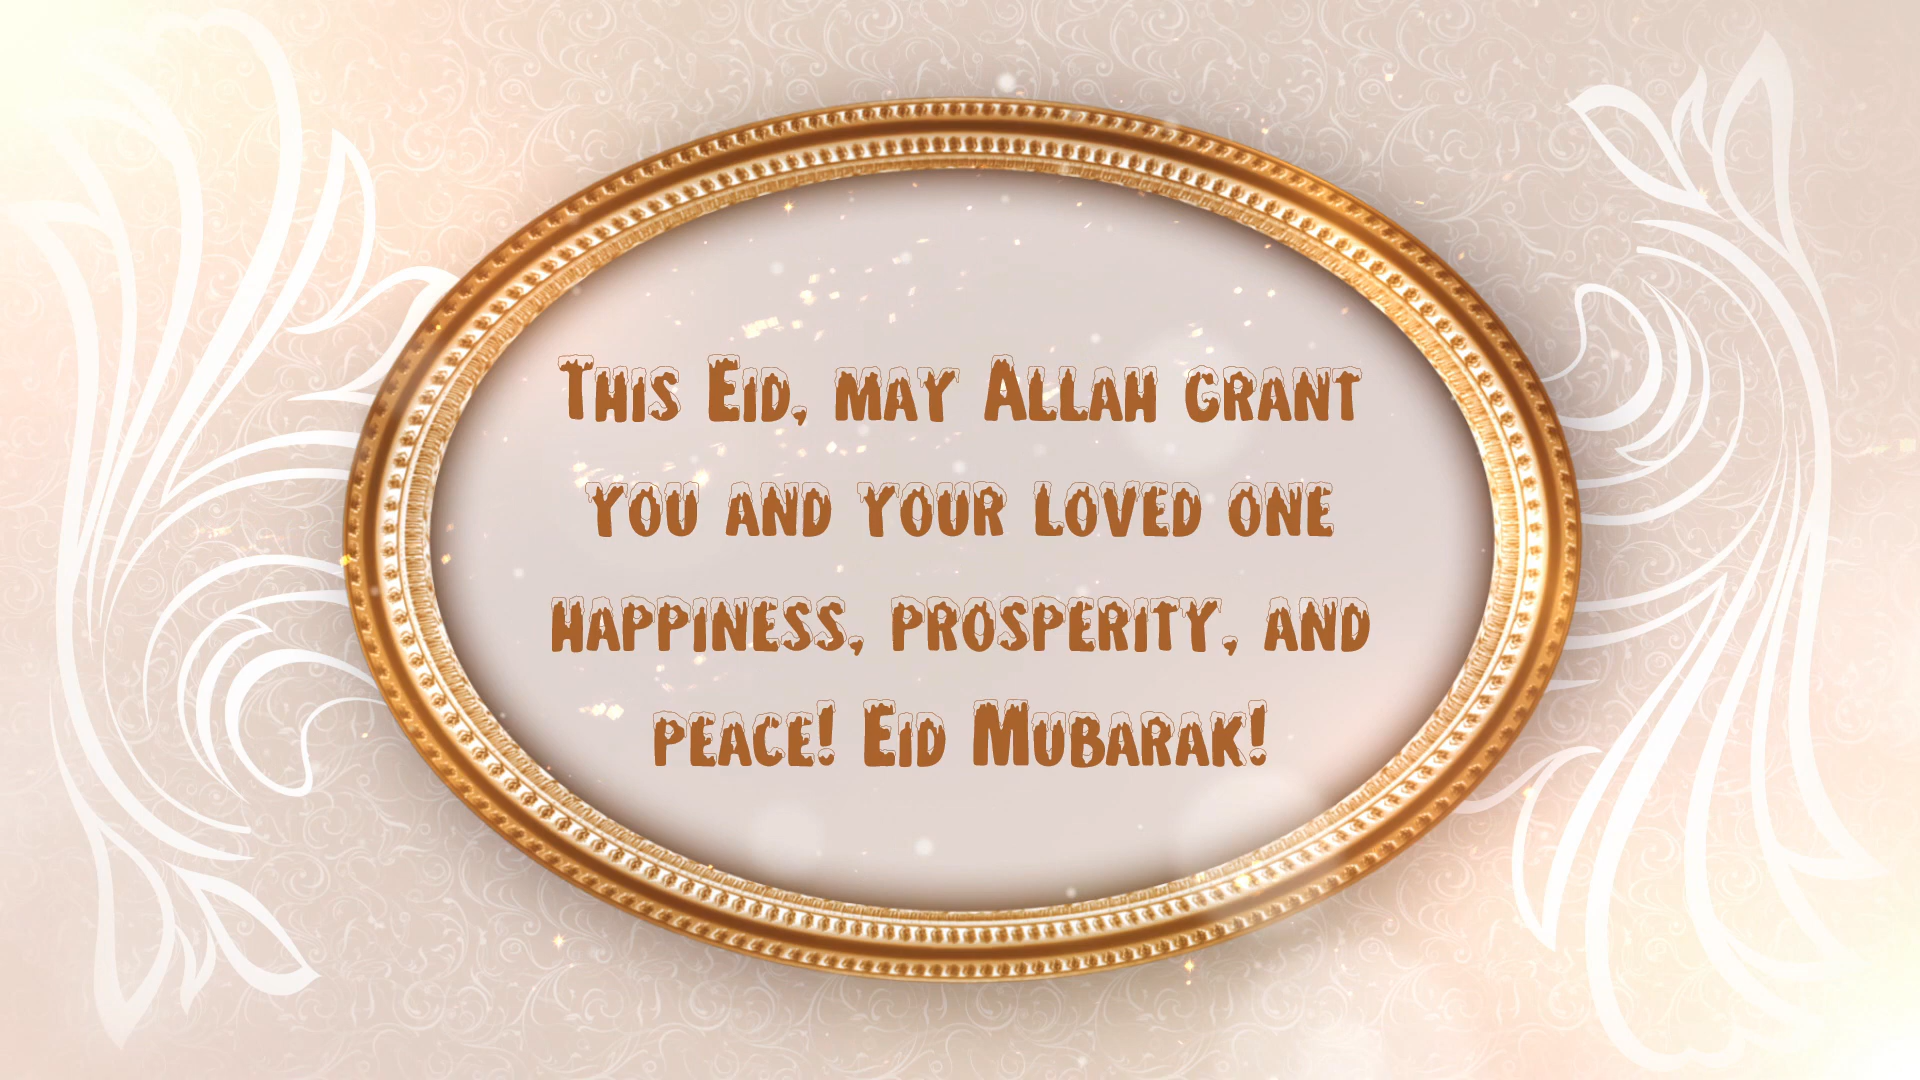 This Eid, may Allah grant
you and your loved one
happiness, prosperity, and
peace! Eid Mubarak!